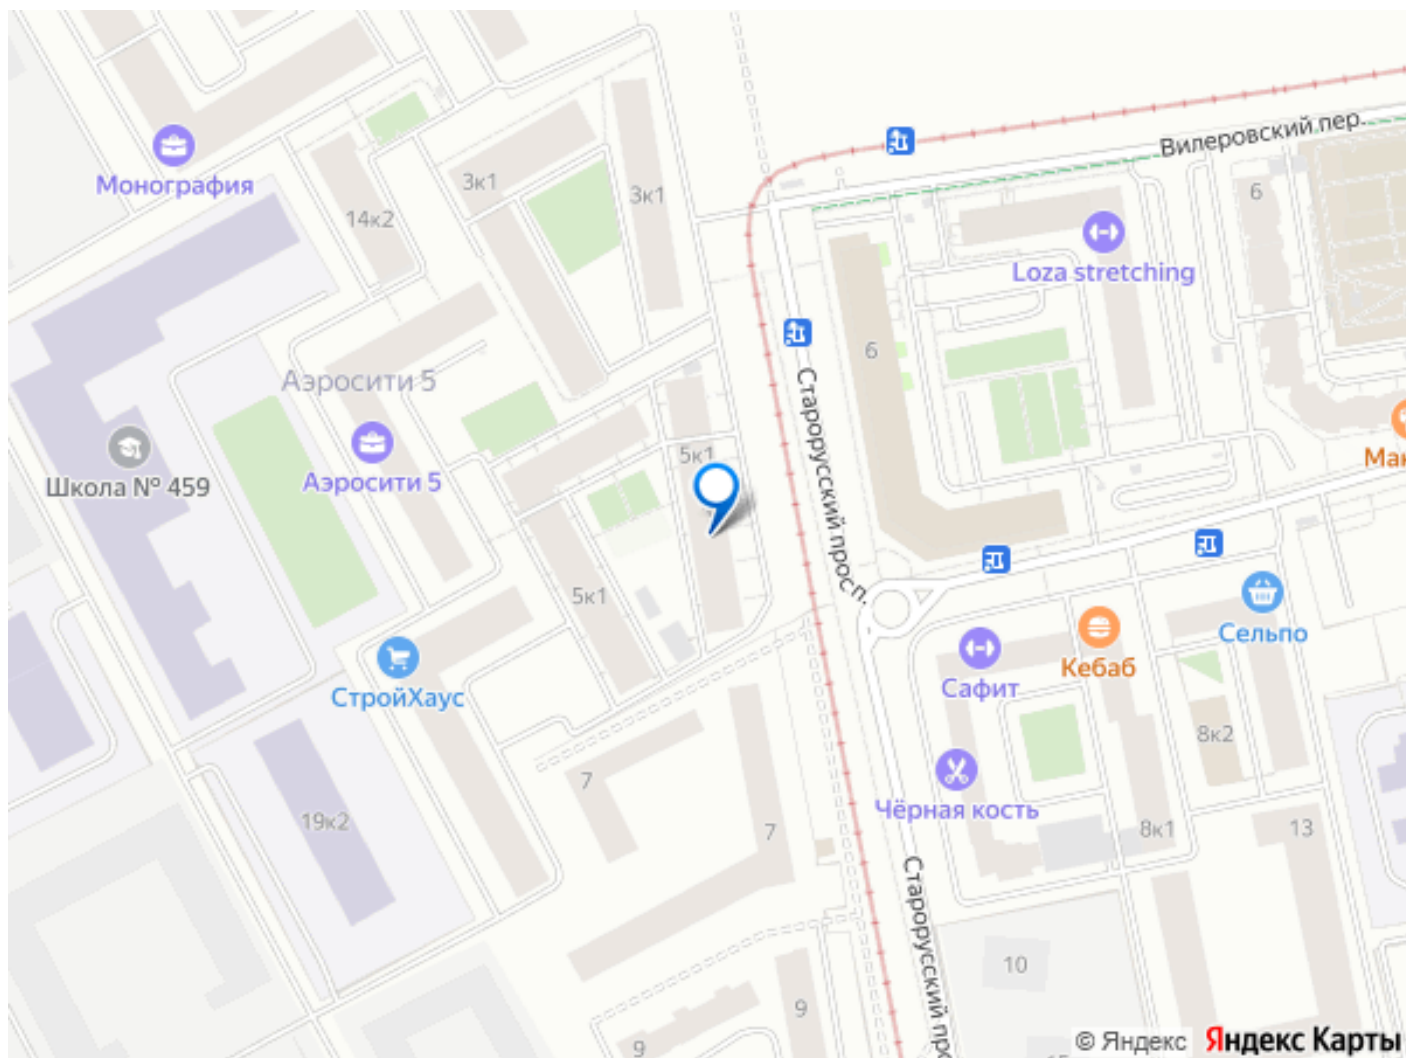 Вилеровский пер.
Монография
3к1
3к1
6
14к2
Loza stretching
6
Аэросити 5
Старорусский просп.
5к1
Школа № 459
Аэросити 5
5к1
Сельпо
Кебаб
Сафит
СтройХаус
8к2
7
Чёрная кость
19к2
7
8к1
13
Старорусский про
10
9
9
© Яндекс
Яндекс Карты